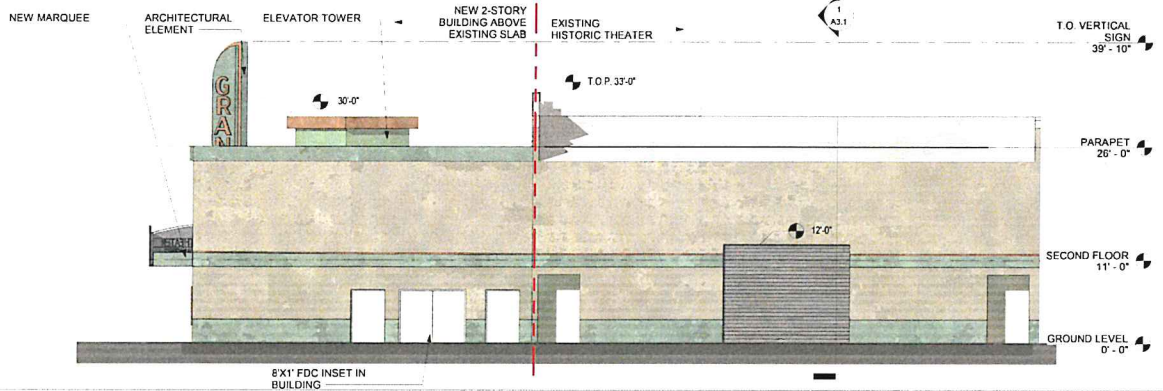 NEW MARQUEE
ARCHITECTURAL
ELEMENT
ELEVATOR TOWER
NEW 2-STORY
BUILDING ABOVE
EXISTING SLAB
EXISTING
HISTORIC THEATER
1
A3.1
T.O. VERTICAL
SIGN
39' - 10"
GRAN
30'-0"
T.O.P. 33'-0"
PARAPET
26' - 0"
12'-0"
SECOND FLOOR
11' - 0"
GROUND LEVEL
0' - 0"
8'X1' FDC INSET IN
BUILDING